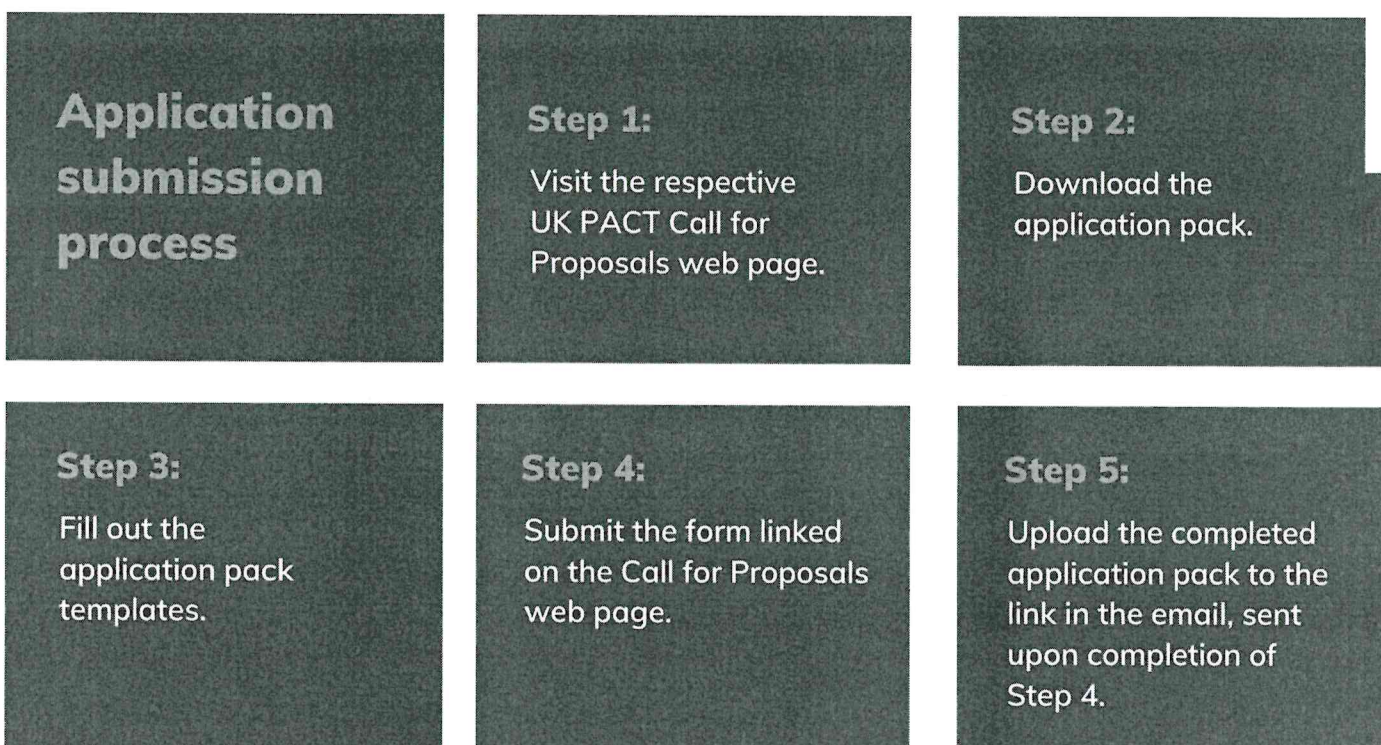 Application
submission
process
Step 1:
Visit the respective
UK PACT Call for
Proposals web page.
Step 2:
Download the
application pack.
Step 3:
Fill out the
application pack
templates.
Step 4:
Submit the form linked
on the Call for Proposals
web page.
Step 5:
Upload the completed
application pack to the
link in the email, sent
upon completion of
Step 4.